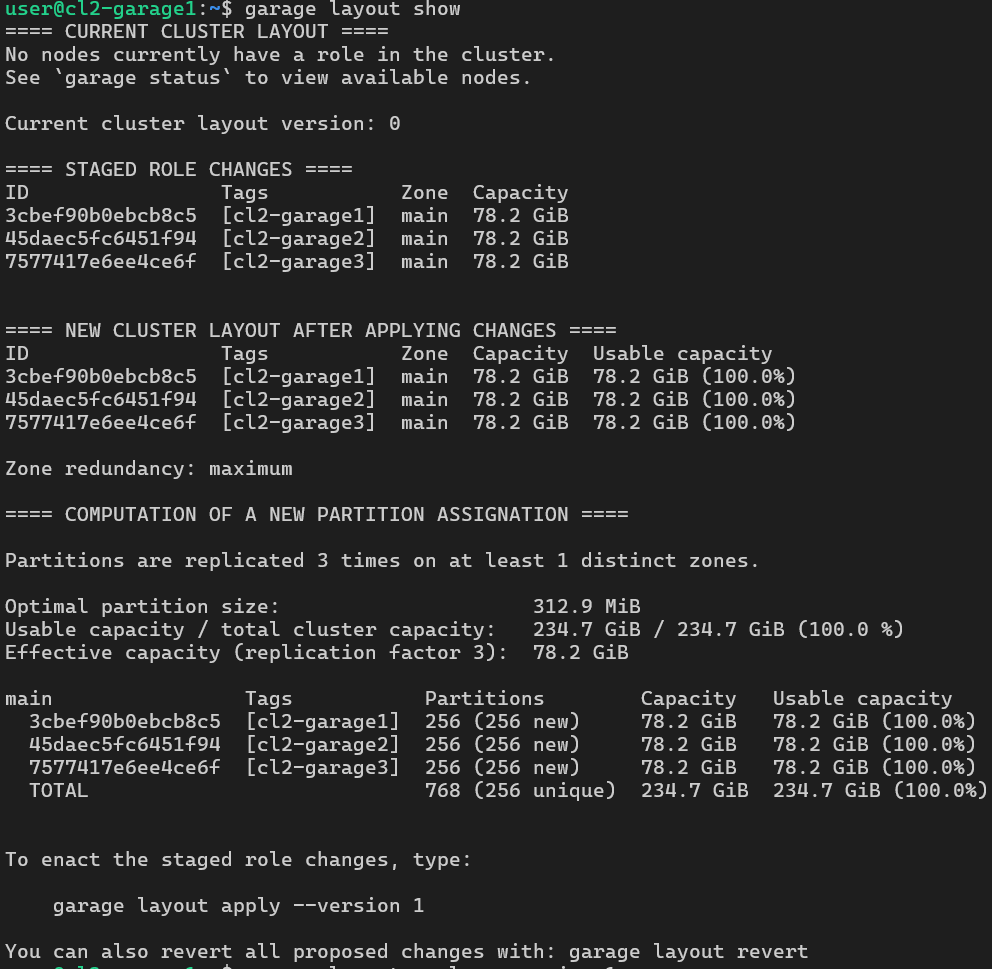 user@cl2-garage1:~$ garage layout show
==== CURRENT CLUSTER LAYOUT ====
No nodes currently have a role in the cluster.
See `garage status` to view available nodes.
Current cluster layout version: 0
==== STAGED ROLE CHANGES ====
ID                Tags           Zone  Capacity
3cbef90b0ebcb8c5  [cl2-garage1]  main  78.2 GiB
45daec5fc6451f94  [cl2-garage2]  main  78.2 GiB
7577417e6ee4ce6f  [cl2-garage3]  main  78.2 GiB
==== NEW CLUSTER LAYOUT AFTER APPLYING CHANGES ====
ID                Tags           Zone  Capacity  Usable capacity
3cbef90b0ebcb8c5  [cl2-garage1]  main  78.2 GiB  78.2 GiB (100.0%)
45daec5fc6451f94  [cl2-garage2]  main  78.2 GiB  78.2 GiB (100.0%)
7577417e6ee4ce6f  [cl2-garage3]  main  78.2 GiB  78.2 GiB (100.0%)
Zone redundancy: maximum
==== COMPUTATION OF A NEW PARTITION ASSIGNATION ====
Partitions are replicated 3 times on at least 1 distinct zones.
Optimal partition size:                     312.9 MiB
Usable capacity / total cluster capacity:   234.7 GiB / 234.7 GiB (100.0 %)
Effective capacity (replication factor 3):  78.2 GiB
main                Tags           Partitions        Capacity   Usable capacity
  3cbef90b0ebcb8c5  [cl2-garage1]  256 (256 new)     78.2 GiB   78.2 GiB (100.0%)
  45daec5fc6451f94  [cl2-garage2]  256 (256 new)     78.2 GiB   78.2 GiB (100.0%)
  7577417e6ee4ce6f  [cl2-garage3]  256 (256 new)     78.2 GiB   78.2 GiB (100.0%)
  TOTAL                            768 (256 unique)  234.7 GiB  234.7 GiB (100.0%)
To enact the staged role changes, type:
    garage layout apply --version 1
You can also revert all proposed changes with: garage layout revert